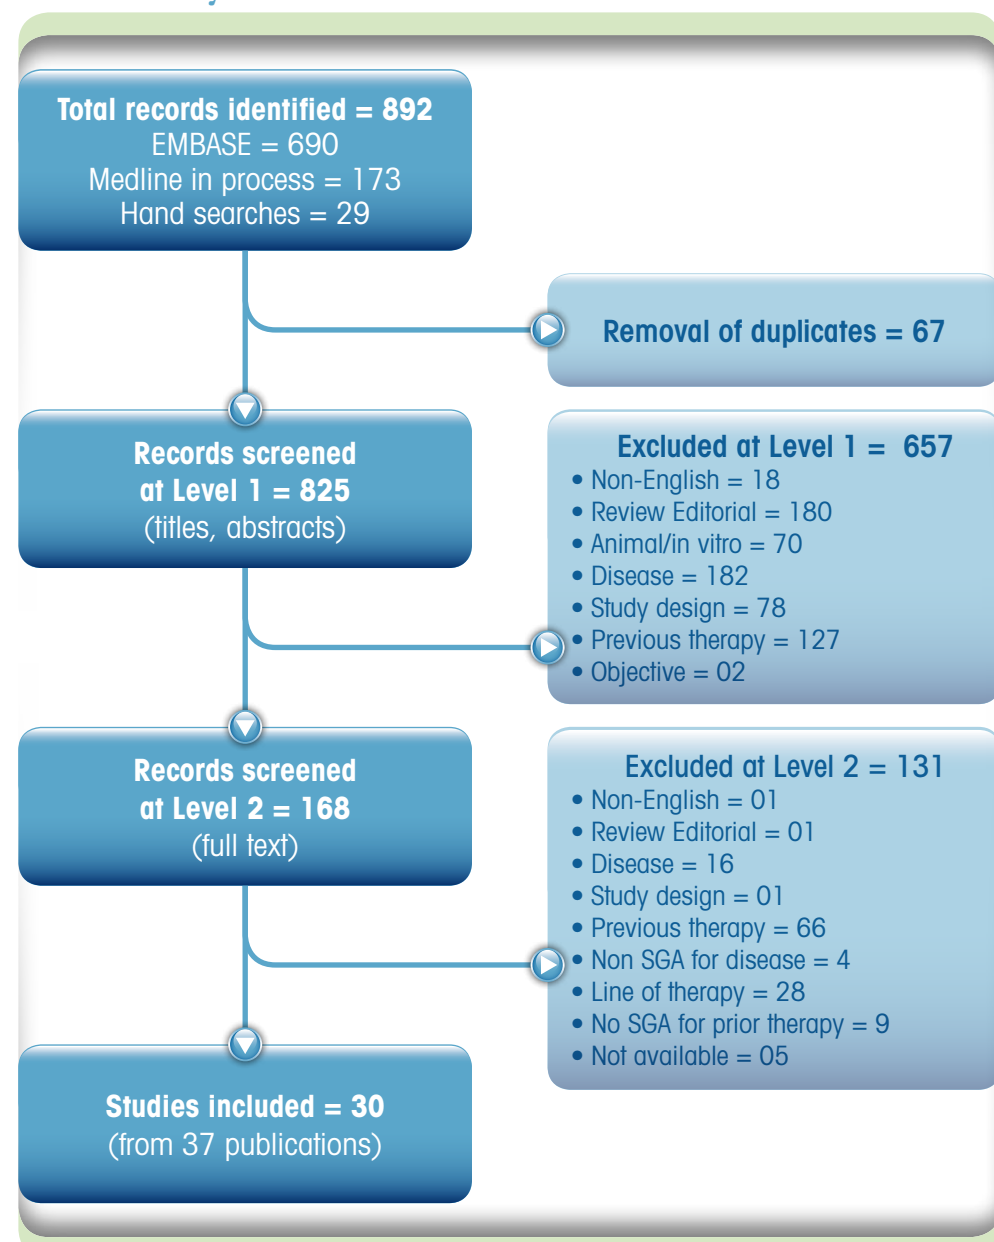 Total records identified = 892
EMBASE = 690
Medline in process = 173
Hand searches = 29
Removal of duplicates = 67
Records screened
at Level 1 = 825
(titles, abstracts)
Excluded at Level 1 = 657
• Non-English = 18
• Review Editorial = 180
• Animal/in vitro = 70
• Disease = 182
• Study design = 78
• Previous therapy = 127
• Objective = 02
Records screened
at Level 2 = 168
(full text)
Excluded at Level 2 = 131
• Non-English = 01
• Review Editorial = 01
• Disease = 16
• Study design = 01
• Previous therapy = 66
• Non SGA for disease = 4
• Line of therapy = 28
• No SGA for prior therapy = 9
• Not available = 05
Studies included = 30
(from 37 publications)